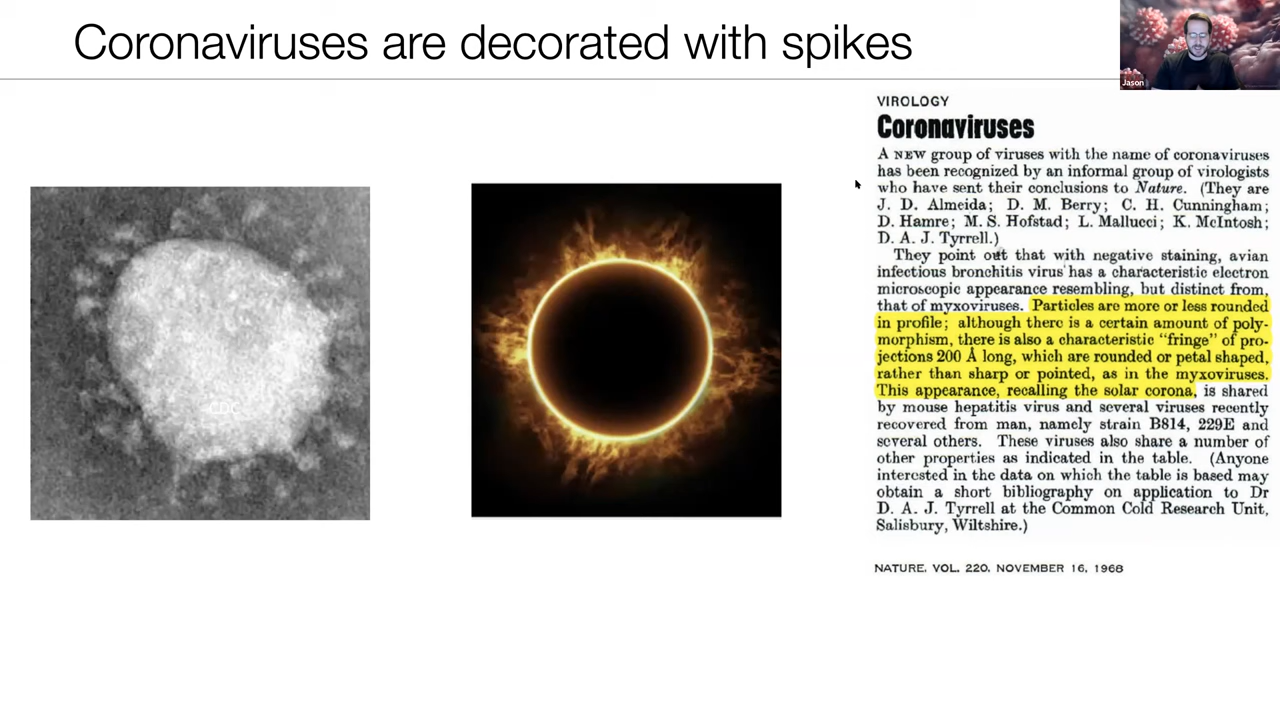 Coronaviruses are decorated with spikes
Jason
CDC
VIROLOGY
Coronaviruses
A NEW group of viruses with the name of coronaviruses
has been recognized by an informal group of virologists
who have sent their conclusions to Nature. (They are
J. D. Almeida; D. M. Berry; C. H. Cunningham;
D. Hamre; M. S. Hofstad; L. Mallucci; K. McIntosh;
D. A. J. Tyrrell.)
They point out that with negative staining, avian
infectious bronchitis virus has a characteristic electron
microscopic appearance resembling, but distinct from,
that of myxoviruses. Particles are more or less rounded
in profile; although there is a certain amount of poly-
morphism, there is also a characteristic "fringe" of pro-
jections 200 Å long, which are rounded or petal shaped,
rather than sharp or pointed, as in the myxoviruses.
This appearance, recalling the solar corona, is shared
by mouse hepatitis virus and several viruses recently
recovered from man, namely strain B814, 229E and
several others. These viruses also share a number of
other properties as indicated in the table. (Anyone
interested in the data on which the table is based may
obtain a short bibliography on application to Dr
D. A. J. Tyrrell at the Common Cold Research Unit,
Salisbury, Wiltshire.)
NATURE, VOL. 220, NOVEMBER 16, 1968